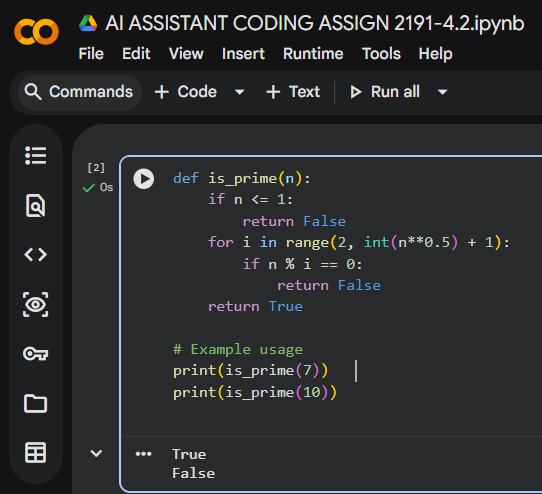 AI ASSISTANT CODING ASSIGN 2191-4.2.ipynb
File Edit View Insert Runtime Tools Help
Commands + Code + Text Run all
[2]
0s
def is_prime(n):
    if n <= 1:
        return False
    for i in range(2, int(n**0.5) + 1):
        if n % i == 0:
            return False
    return True

# Example usage
print(is_prime(7))
print(is_prime(10))
True
False